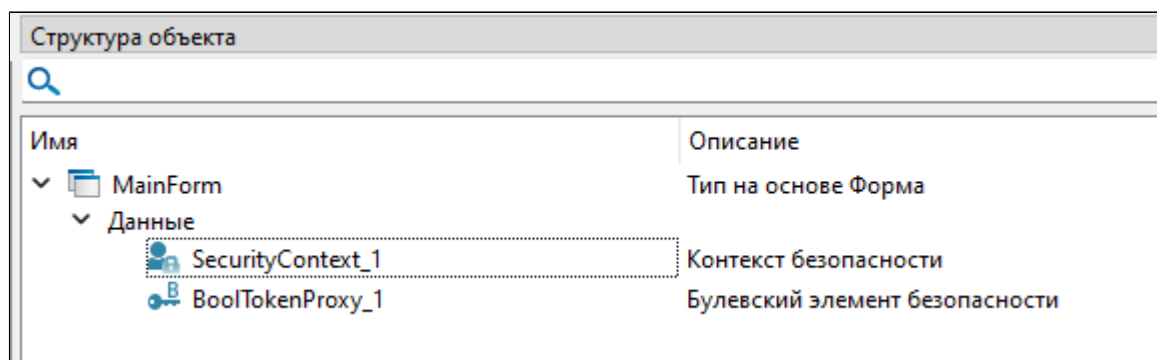 Структура объекта
Имя Описание
MainForm Тип на основе Форма
Данные
SecurityContext_1 Контекст безопасности
B
BoolTokenProxy_1 Булевский элемент безопасности